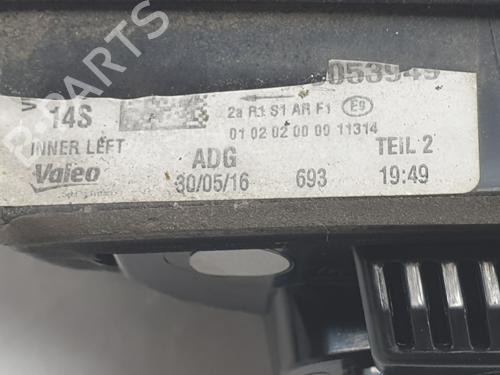 B-PARTS
053949
14S
2a R1 S1 AR F1 E9
INNER LEFT
01 02 02 00 00 11314
Valeo
ADG
TEIL 2
30/05/16
693
19:49